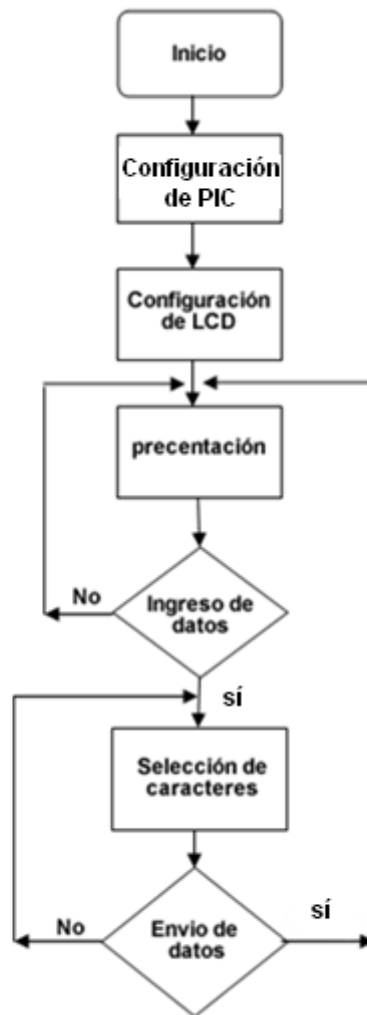 Inicio
Configuración
de PIC
Configuración
de LCD
precentación
No
Ingreso de
datos
sí
Selección de
caracteres
No
Envio de
datos
sí